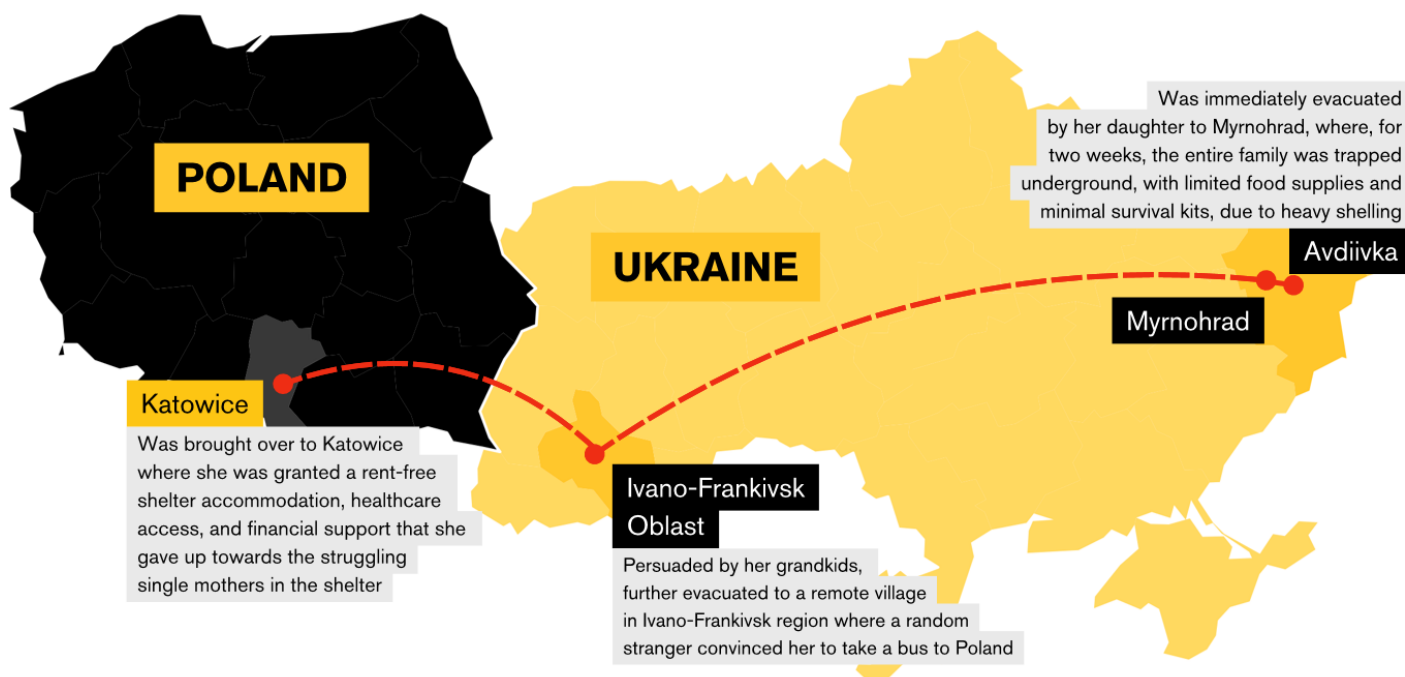 POLAND
UKRAINE
Was immediately evacuated
by her daughter to Myrnohrad, where, for
two weeks, the entire family was trapped
underground, with limited food supplies and
minimal survival kits, due to heavy shelling
Avdiivka
Myrnohrad
Katowice
Was brought over to Katowice
where she was granted a rent-free
shelter accommodation, healthcare
access, and financial support that she
gave up towards the struggling
single mothers in the shelter
Ivano-Frankivsk
Oblast
Persuaded by her grandkids,
further evacuated to a remote village
in Ivano-Frankivsk region where a random
stranger convinced her to take a bus to Poland